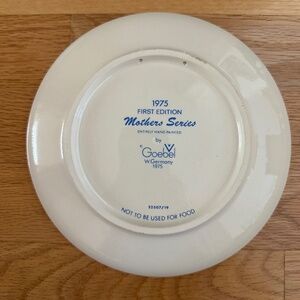 1975
FIRST EDITION
Mothers Series
ENTIRELY HAND PAINTED
by
Goebel
W.Germany
1975
NOT TO BE USED FOR FOOD